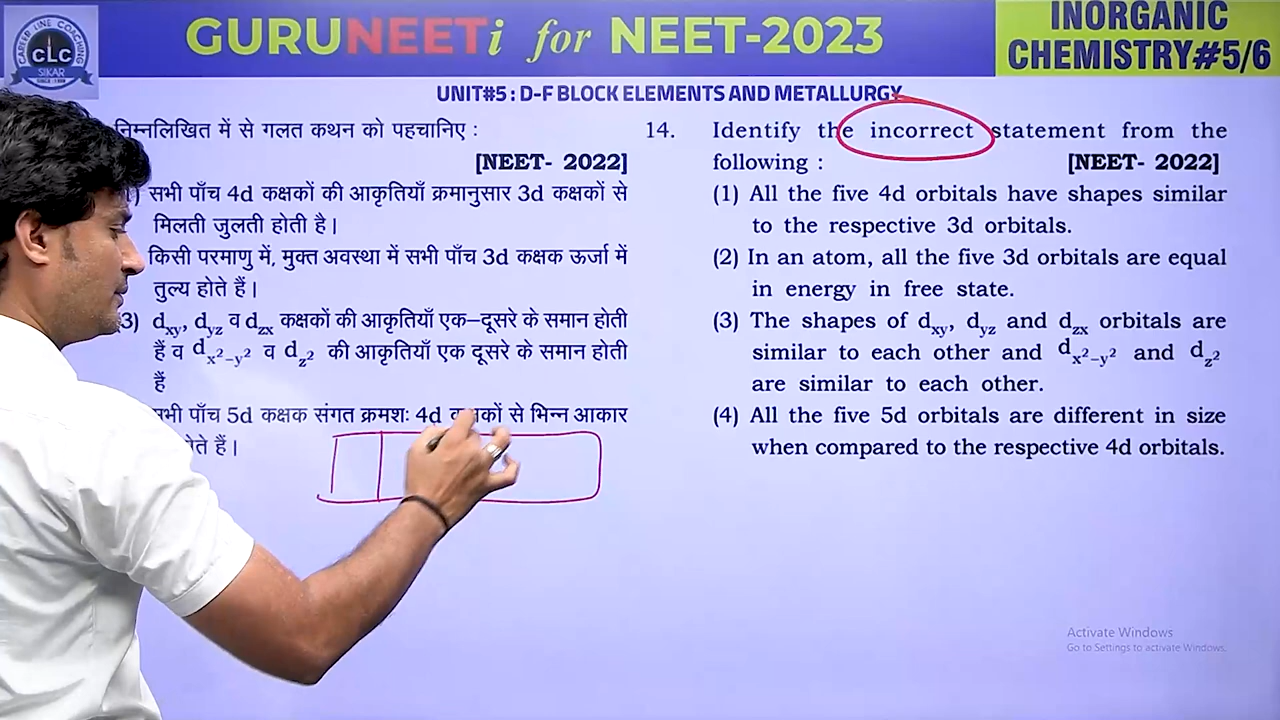 CAREER LINE COACHING
CLC
SIKAR
GURUNEETi for NEET-2023
INORGANIC
CHEMISTRY#5/6
UNIT#5 : D-F BLOCK ELEMENTS AND METALLURGY
निम्नलिखित में से गलत कथन को पहचानिए :
[NEET- 2022]
) सभी पाँच 4d कक्षकों की आकृतियाँ क्रमानुसार 3d कक्षकों से
मिलती जुलती होती है।
किसी परमाणु में, मुक्त अवस्था में सभी पाँच 3d कक्षक ऊर्जा में
तुल्य होते हैं।
3) dxy, dyz व dzx कक्षकों की आकृतियाँ एक–दूसरे के समान होती
हैं व dx²–y² व dz² की आकृतियाँ एक दूसरे के समान होती
हैं
सभी पाँच 5d कक्षक संगत क्रमशः 4d से भिन्न आकार
होते हैं।
14. Identify the incorrect statement from the
following : [NEET- 2022]
(1) All the five 4d orbitals have shapes similar
to the respective 3d orbitals.
(2) In an atom, all the five 3d orbitals are equal
in energy in free state.
(3) The shapes of dxy, dyz and dzx orbitals are
similar to each other and dx²–y² and dz²
are similar to each other.
(4) All the five 5d orbitals are different in size
when compared to the respective 4d orbitals.
Activate Windows
Go to Settings to activate Windows.